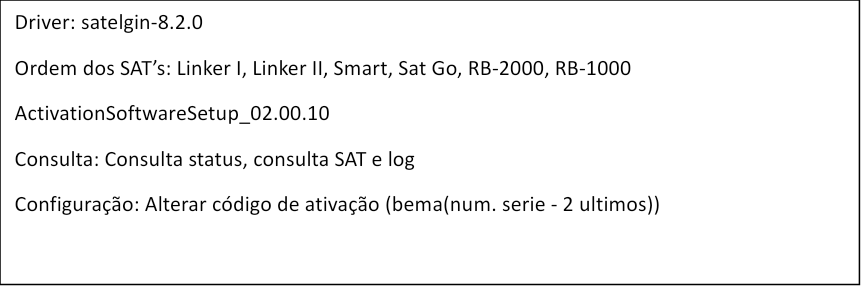 Driver: satelgin-8.2.0
Ordem dos SAT’s: Linker I, Linker II, Smart, Sat Go, RB-2000, RB-1000
ActivationSoftwareSetup_02.00.10
Consulta: Consulta status, consulta SAT e log
Configuração: Alterar código de ativação (bema(num. serie - 2 ultimos))